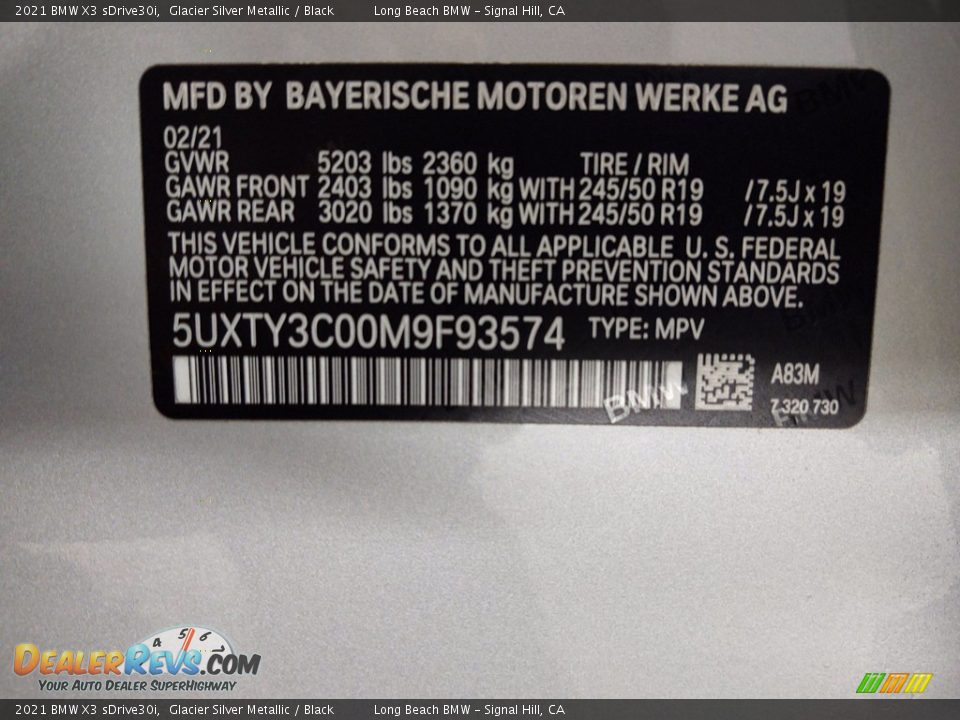 2021 BMW X3 sDrive30i, Glacier Silver Metallic / Black Long Beach BMW - Signal Hill, CA
MFD BY BAYERISCHE MOTOREN WERKE AG
02/21
GVWR 5203 lbs 2360 kg TIRE / RIM
GAWR FRONT 2403 lbs 1090 kg WITH 245/50 R19 /7.5J x 19
GAWR REAR 3020 lbs 1370 kg WITH 245/50 R19 /7.5J x 19
THIS VEHICLE CONFORMS TO ALL APPLICABLE U. S. FEDERAL
MOTOR VEHICLE SAFETY AND THEFT PREVENTION STANDARDS
IN EFFECT ON THE DATE OF MANUFACTURE SHOWN ABOVE.
5UXTY3C00M9F93574 TYPE: MPV
A83M
BMW
7 320 730
4 5 6
DEALERREVS.COM
YOUR AUTO DEALER SUPERHIGHWAY
2021 BMW X3 sDrive30i, Glacier Silver Metallic / Black Long Beach BMW - Signal Hill, CA